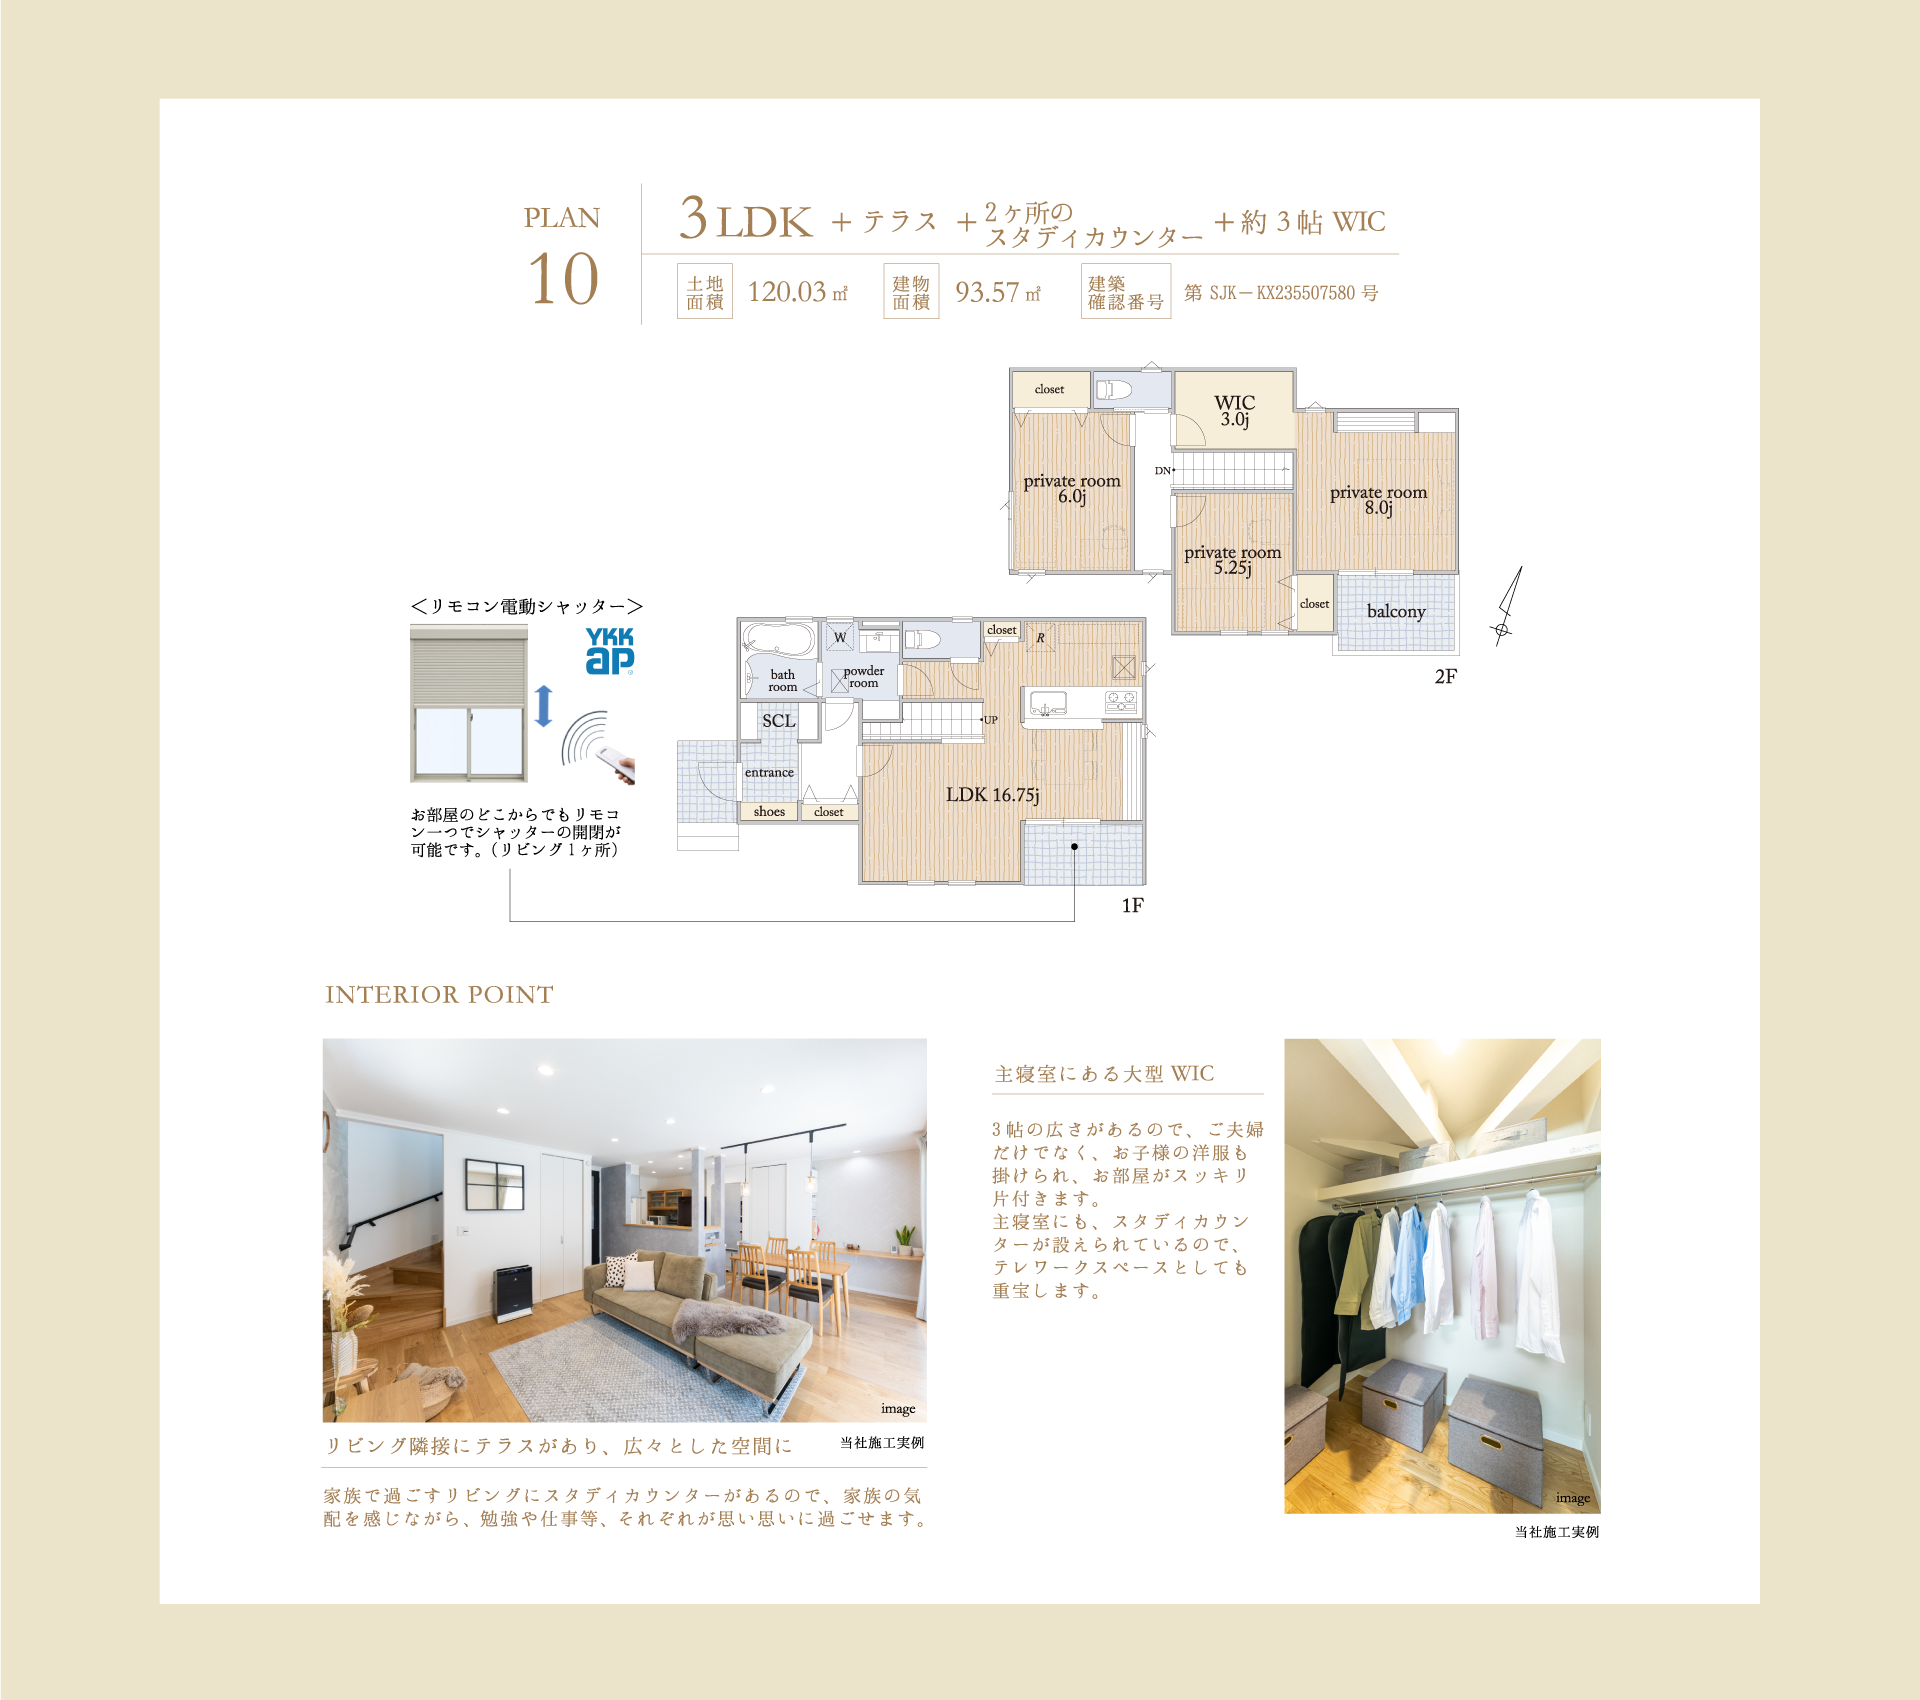 PLAN
10
3LDK ＋テラス ＋2ヶ所のスタディカウンター ＋約3帖 WIC
土地面積 120.03㎡ 建物面積 93.57㎡ 建築確認番号 第 SJK－KX235507580 号
closet
WIC
3.0j
DN
private room
6.0j
private room
8.0j
private room
5.25j
closet
balcony
2F
＜リモコン電動シャッター＞
YKK
ap
お部屋のどこからでもリモコ
ン一つでシャッターの開閉が
可能です。（リビング1ヶ所）
W
closet
R
bath
room
powder
room
SCL
UP
entrance
LDK 16.75j
shoes
closet
1F
INTERIOR POINT
image
当社施工実例
リビング隣接にテラスがあり、広々とした空間に
家族で過ごすリビングにスタディカウンターがあるので、家族の気
配を感じながら、勉強や仕事等、それぞれが思い思いに過ごせます。
主寝室にある大型 WIC
3帖の広さがあるので、ご夫婦
だけでなく、お子様の洋服も
掛けられ、お部屋がスッキリ
片付きます。
主寝室にも、スタディカウン
ターが設えられているので、
テレワークスペースとしても
重宝します。
image
当社施工実例